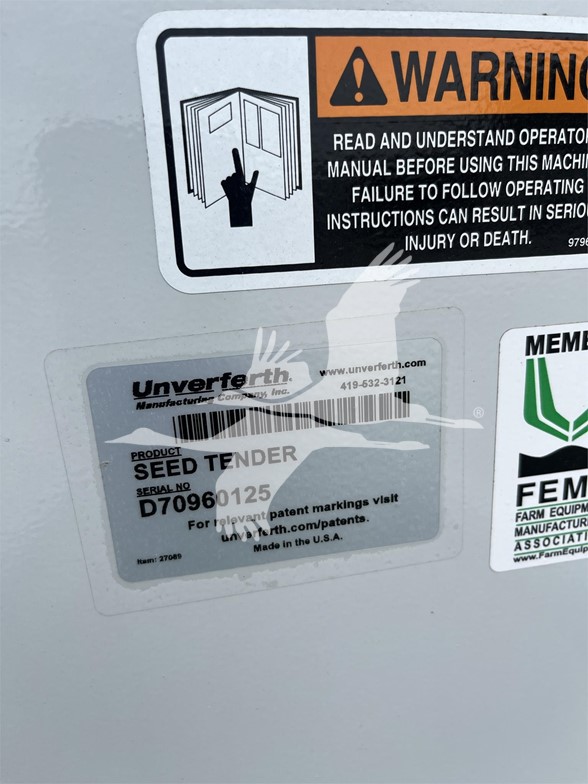 WARNING
READ AND UNDERSTAND OPERATOR
MANUAL BEFORE USING THIS MACHIN
FAILURE TO FOLLOW OPERATING
INSTRUCTIONS CAN RESULT IN SERIO
INJURY OR DEATH.
979
Unverferth
Manufacturing Company, Inc.
www.unverferth.com
419-532-3121
PRODUCT
SEED TENDER
SERIAL NO
D70960125
For relevant patent markings visit
unverferth.com/patents.
Made in the U.S.A.
Item: 27089
®
MEMBE
FEM
FARM EQUIPM
MANUFACTUR
ASSOCIATI
www.FarmEquip